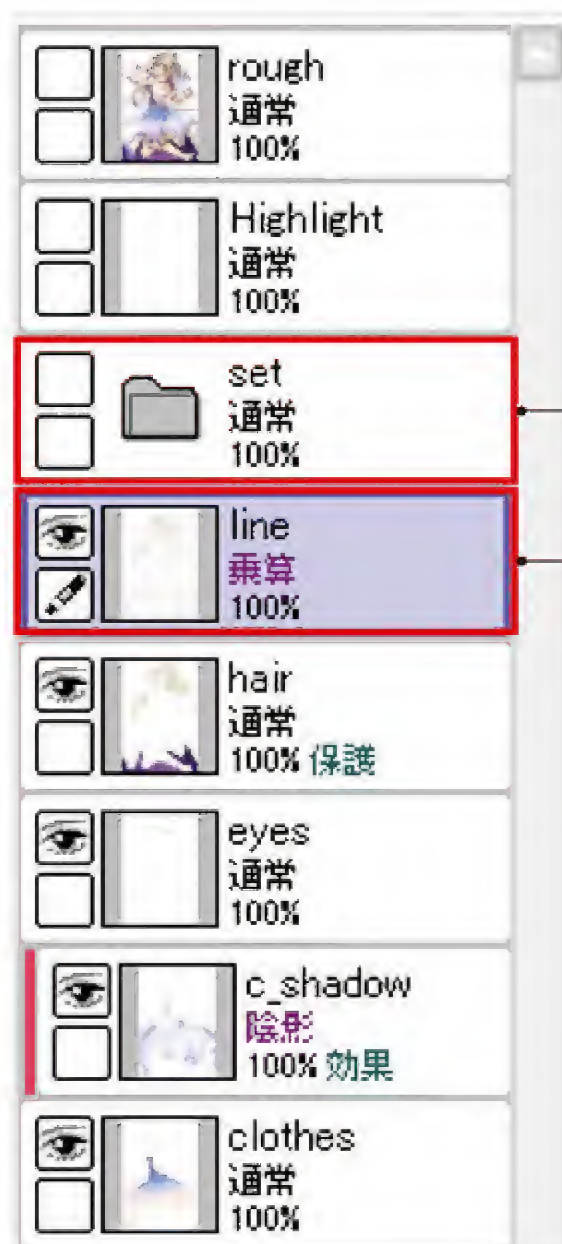 rough
通常
100%
Highlight
通常
100%
set
通常
100%
line
乗算
100%
hair
通常
100% 保護
eyes
通常
100%
c_shadow
陰影
100% 効果
clothes
通常
100%